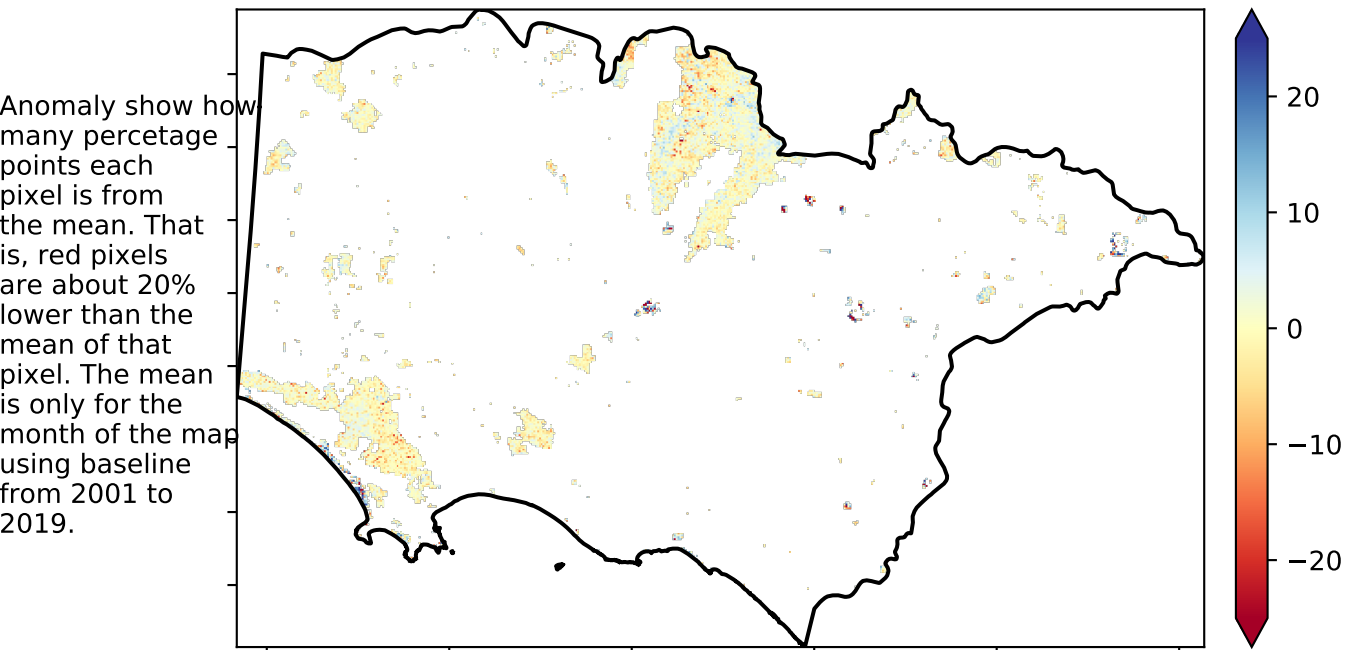 Anomaly show how
many percetage
points each
pixel is from
the mean. That
is, red pixels
are about 20%
lower than the
mean of that
pixel. The mean
is only for the
month of the map
using baseline
from 2001 to
2019.
20
10
0
−10
−20